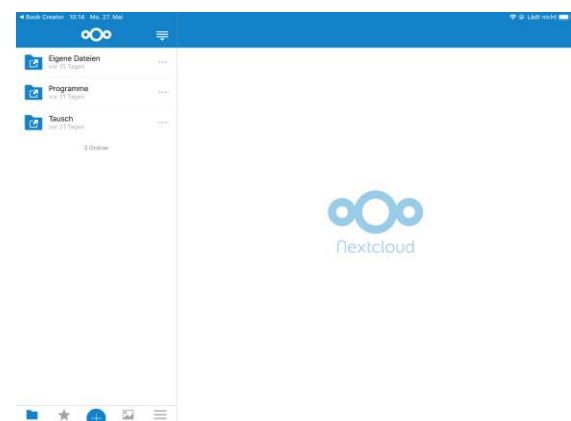 Book Creator 10:14 Mo. 27. Mai
Lädt nicht
Eigene Dateien
vor 15 Tagen
Programme
vor 21 Tagen
Tausch
vor 21 Tagen
3 Ordner
Nextcloud